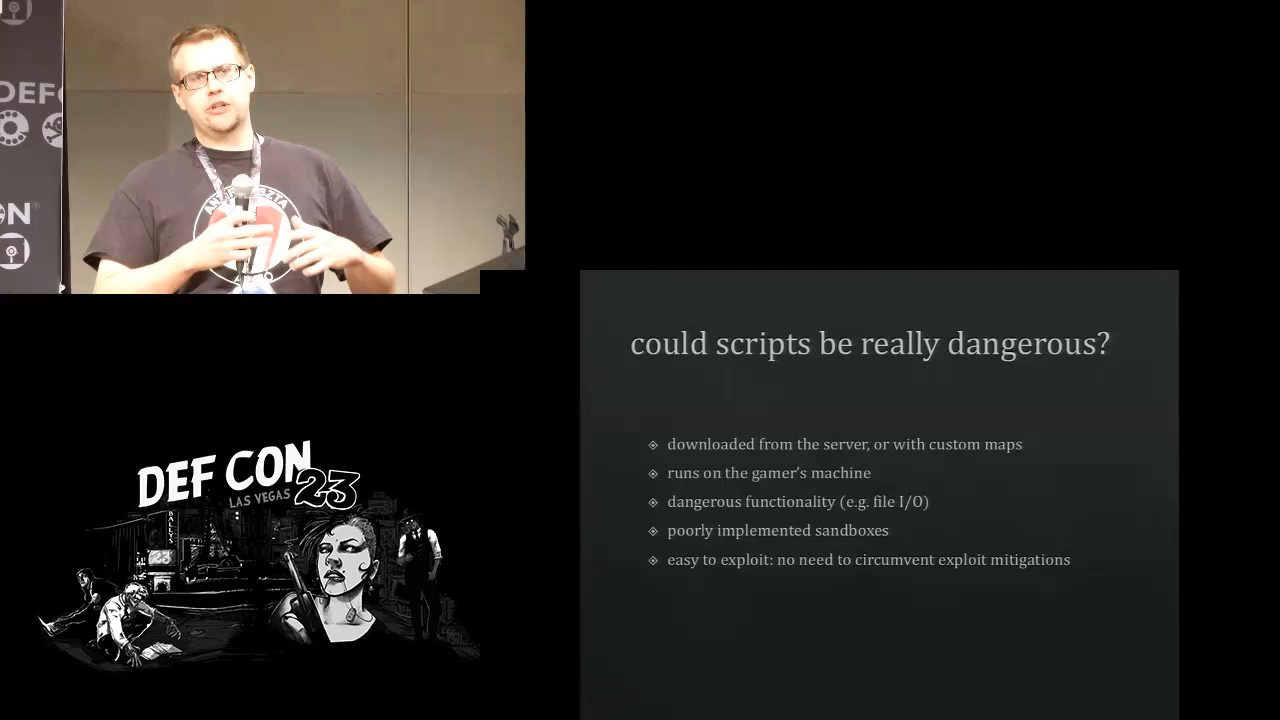 DEF
N
could scripts be really dangerous?
downloaded from the server, or with custom maps
runs on the gamer's machine
dangerous functionality (e.g. file I/O)
poorly implemented sandboxes
easy to exploit: no need to circumvent exploit mitigations
DEF CON
LAS VEGAS 23
BALLYS